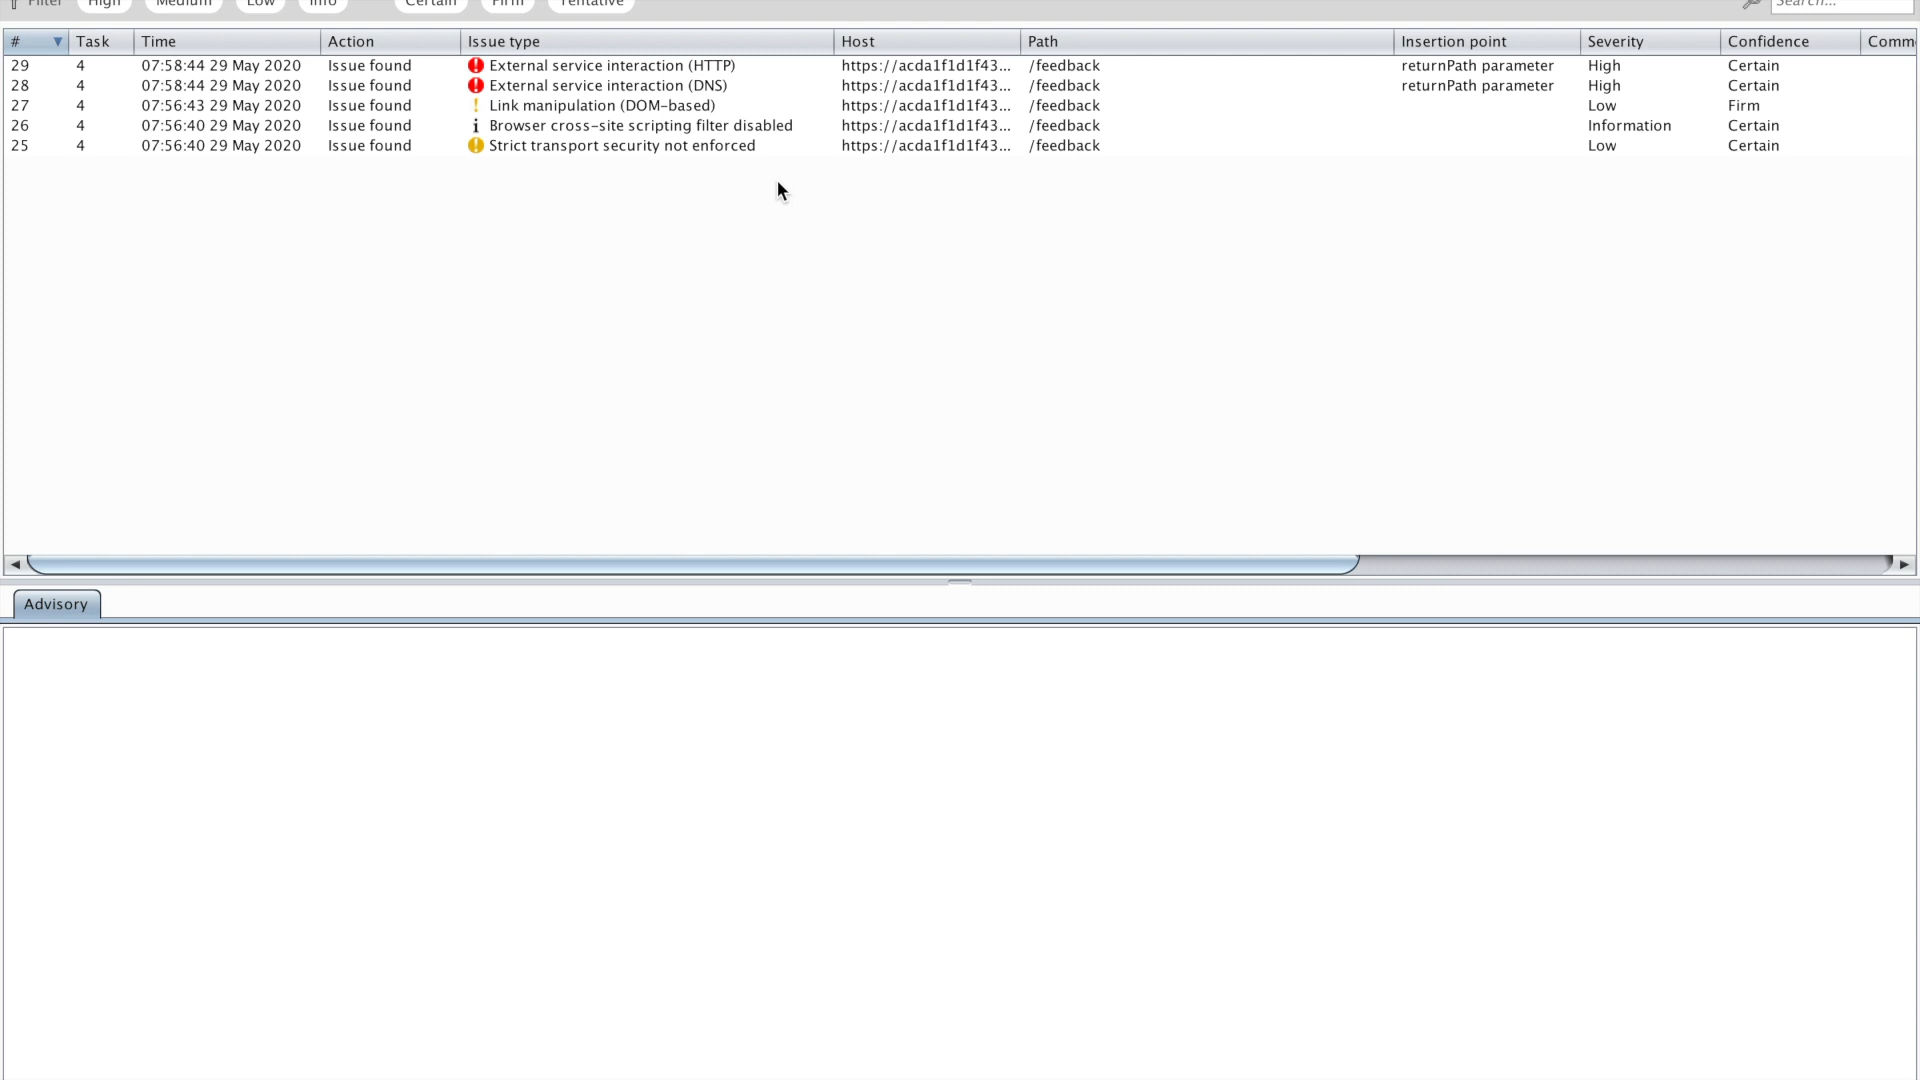 Filter High Medium Low Info Certain Firm Tentative Search...
# Task Time Action Issue type Host Path Insertion point Severity Confidence Comm
29 4 07:58:44 29 May 2020 Issue found External service interaction (HTTP) https://acda1f1d1f43... /feedback returnPath parameter High Certain
28 4 07:58:44 29 May 2020 Issue found External service interaction (DNS) https://acda1f1d1f43... /feedback returnPath parameter High Certain
27 4 07:56:43 29 May 2020 Issue found Link manipulation (DOM-based) https://acda1f1d1f43... /feedback Low Firm
26 4 07:56:40 29 May 2020 Issue found Browser cross-site scripting filter disabled https://acda1f1d1f43... /feedback Information Certain
25 4 07:56:40 29 May 2020 Issue found Strict transport security not enforced https://acda1f1d1f43... /feedback Low Certain
Advisory